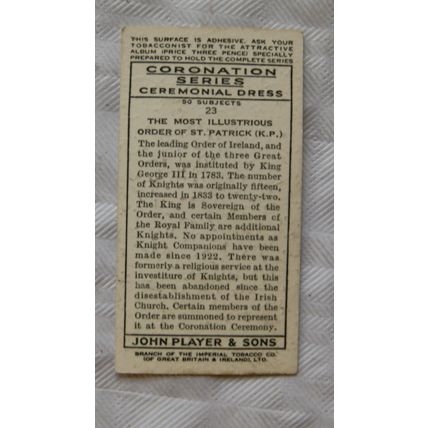 THIS SURFACE IS ADHESIVE. ASK YOUR
TOBACCONIST FOR THE ATTRACTIVE
ALBUM (PRICE THREE PENCE) SPECIALLY
PREPARED TO HOLD THE COMPLETE SERIES
CORONATION
SERIES
CEREMONIAL DRESS
50 SUBJECTS
23
THE MOST ILLUSTRIOUS
ORDER OF ST. PATRICK (K.P.)
The leading Order of Ireland, and
the junior of the three Great
Orders, was instituted by King
George III in 1783. The number
of Knights was originally fifteen,
increased in 1833 to twenty-two.
The King is Sovereign of the
Order, and certain Members of
the Royal Family are additional
Knights. No appointments as
Knight Companions have been
made since 1922. There was
formerly a religious service at the
investiture of Knights, but this
has been abandoned since the
disestablishment of the Irish
Church. Certain members of the
Order are summoned to represent
it at the Coronation Ceremony.
JOHN PLAYER & SONS
BRANCH OF THE IMPERIAL TOBACCO CO.
(OF GREAT BRITAIN & IRELAND), LTD.